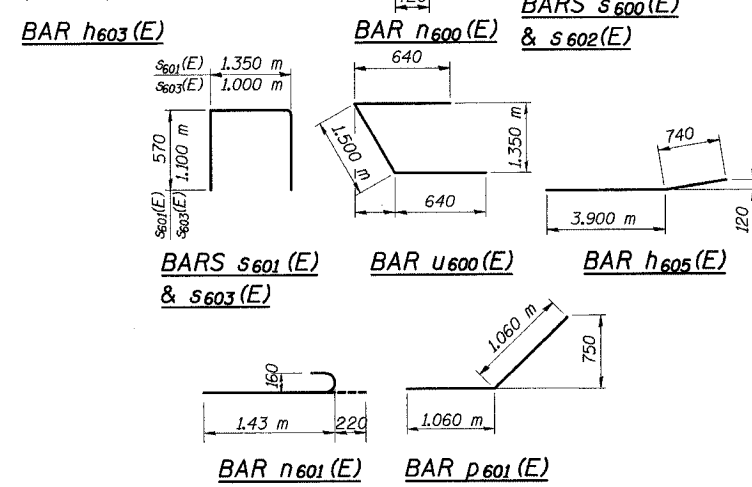 BAR h603(E)
120
BAR n600(E)
BARS s600(E)
& s602(E)
s601(E) 1.350 m
s603(E) 1.000 m
570
1.100 m
s601(E)
s603(E)
BARS s601(E)
& s603(E)
640
1.500 m
1.350 m
640
BAR u600(E)
740
3.900 m
120
BAR h605(E)
160
1.43 m
220
BAR n601(E)
1.060 m
750
1.060 m
BAR p601(E)